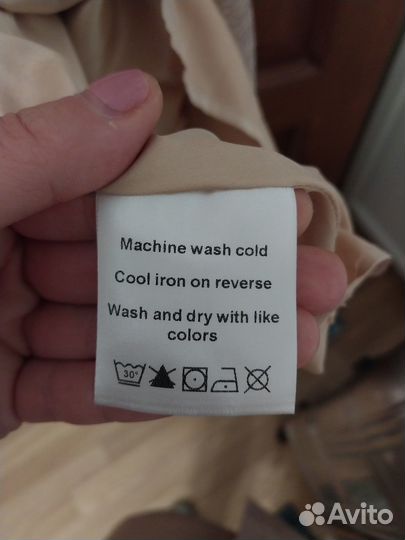 Machine wash cold
Cool iron on reverse
Wash and dry with like
colors
30°
Avito